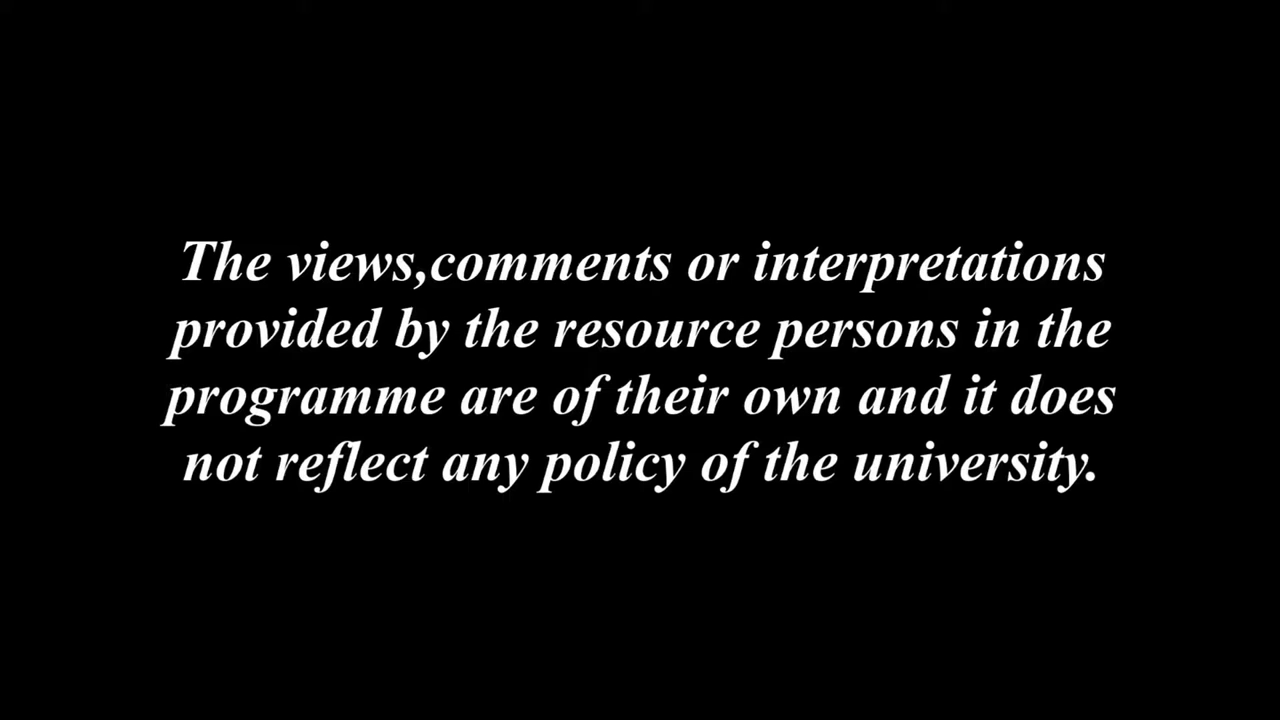 The views,comments or interpretations
provided by the resource persons in the
programme are of their own and it does
not reflect any policy of the university.